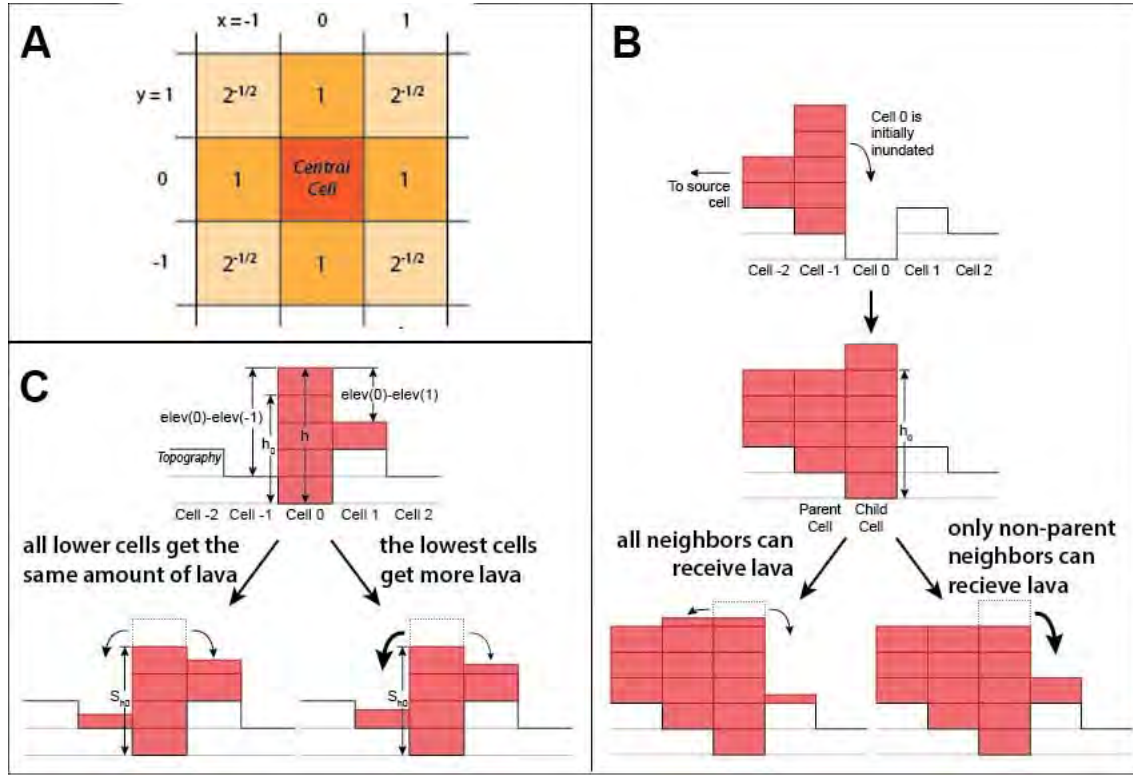 A
x = -1 0 1
y = 1 2^-1/2 1 2^-1/2
0 1 Central 1
Cell
-1 2^-1/2 1 2^-1/2
B
Cell 0 is
initially
inundated
To source
cell
Cell -2 Cell -1 Cell 0 Cell 1 Cell 2
h0
Parent Child
Cell Cell
all neighbors can
receive lava
only non-parent
neighbors can
recieve lava
C
elev(0)-elev(1)
elev(0)-elev(-1)
h0
h
Topography
Cell -2 Cell -1 Cell 0 Cell 1 Cell 2
all lower cells get the
same amount of lava
the lowest cells
get more lava
Sh0
Sh0